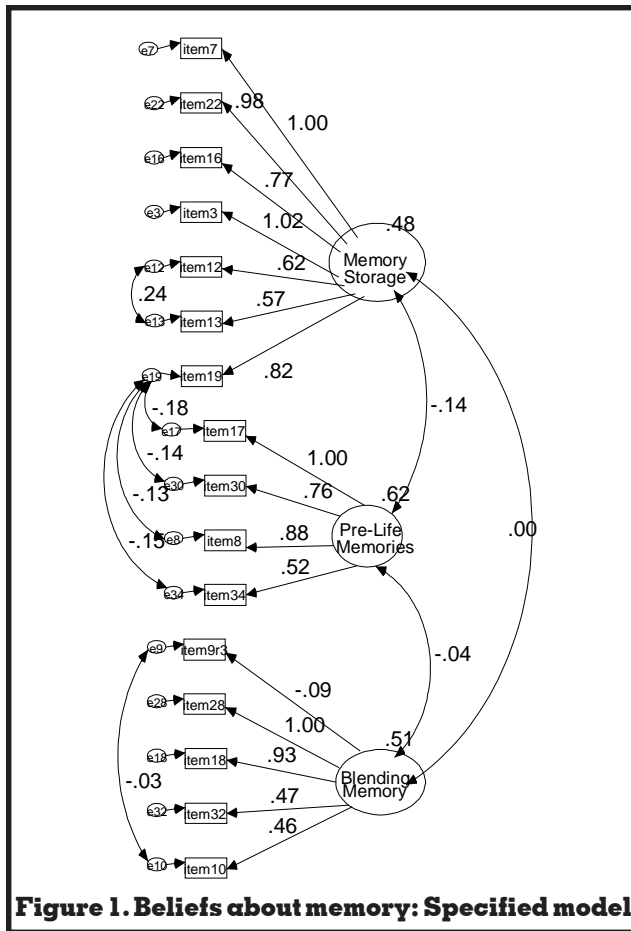 e7 item7
e22 item22 .98
1.00
e16 item16
.77
e3 item3
1.02 .48
e12 item12 .62 Memory
Storage
.24 .57
e13 item13
e19 item19 .82
-.18
e17 item17 -.14
-.14 1.00
e30 item30 .76 .62
-.13
-.15 e8 item8 .88 Pre-Life
Memories .00
.52
e34 item34
e9 item9r3 -.04
-.09
e28 item28
1.00 .51
e18 item18 .93
-.03 Blending
Memory
e32 item32 .47
.46
e10 item10
Figure 1. Beliefs about memory: Specified model